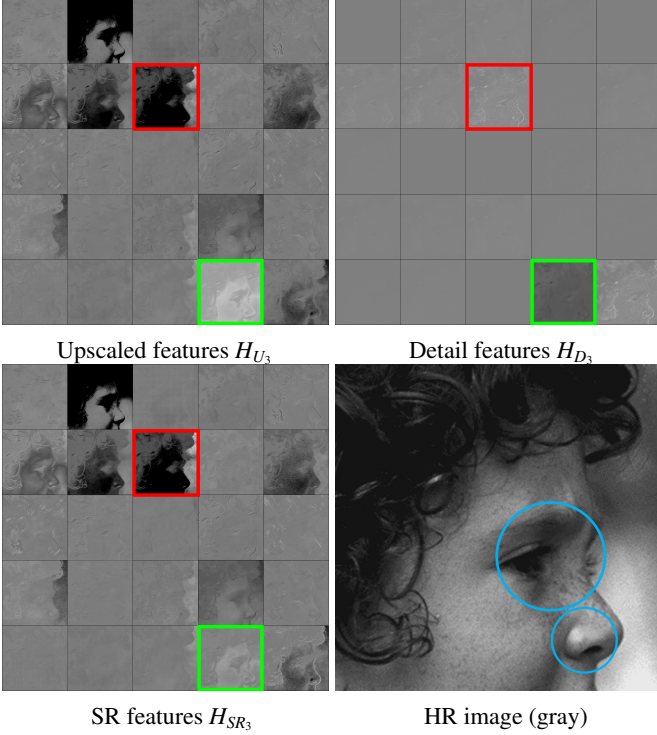 Upscaled features H_{U_3}
Detail features H_{D_3}
SR features H_{SR_3}
HR image (gray)